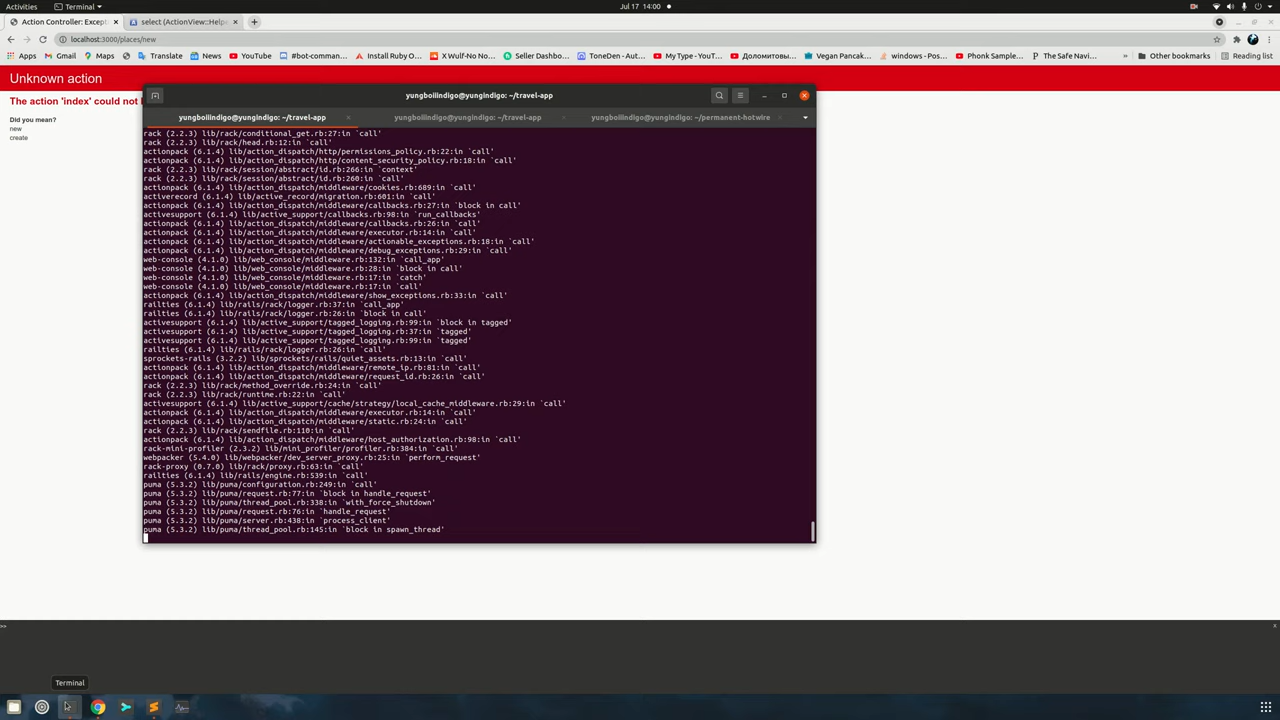 Activities
Terminal
Jul 17 14:00
Action Controller: Except
select (ActionView::Helpe
localhost:3000/places/new
Apps
Gmail
Maps
Translate
News
YouTube
#bot-comman...
Install Ruby O...
X Wulf-No No...
Seller Dashbo...
ToneDen - Aut...
My Type - YouT...
Доломитовы...
Vegan Pancak...
windows - Pos...
Phonk Sample...
The Safe Navi...
Other bookmarks
Reading list
Unknown action
The action 'index' could not
Did you mean?
new
create
yungboiiindigo@yungindigo: ~/travel-app
yungboiiindigo@yungindigo: ~/travel-app
yungboiiindigo@yungindigo: ~/travel-app
yungboiiindigo@yungindigo: ~/permanent-hotwire
rack (2.2.3) lib/rack/conditional_get.rb:27:in `call'
rack (2.2.3) lib/rack/head.rb:12:in `call'
actionpack (6.1.4) lib/action_dispatch/http/permissions_policy.rb:22:in `call'
actionpack (6.1.4) lib/action_dispatch/http/content_security_policy.rb:18:in `call'
rack (2.2.3) lib/rack/session/abstract/id.rb:266:in `context'
rack (2.2.3) lib/rack/session/abstract/id.rb:260:in `call'
actionpack (6.1.4) lib/action_dispatch/middleware/cookies.rb:689:in `call'
activerecord (6.1.4) lib/active_record/migration.rb:601:in `call'
actionpack (6.1.4) lib/action_dispatch/middleware/callbacks.rb:27:in `block in call'
activesupport (6.1.4) lib/active_support/callbacks.rb:98:in `run_callbacks'
actionpack (6.1.4) lib/action_dispatch/middleware/callbacks.rb:26:in `call'
actionpack (6.1.4) lib/action_dispatch/middleware/executor.rb:14:in `call'
actionpack (6.1.4) lib/action_dispatch/middleware/actionable_exceptions.rb:18:in `call'
actionpack (6.1.4) lib/action_dispatch/middleware/debug_exceptions.rb:29:in `call'
web-console (4.1.0) lib/web_console/middleware.rb:132:in `call_app'
web-console (4.1.0) lib/web_console/middleware.rb:28:in `block in call'
web-console (4.1.0) lib/web_console/middleware.rb:17:in `catch'
web-console (4.1.0) lib/web_console/middleware.rb:17:in `call'
actionpack (6.1.4) lib/action_dispatch/middleware/show_exceptions.rb:33:in `call'
railties (6.1.4) lib/rails/rack/logger.rb:37:in `call_app'
railties (6.1.4) lib/rails/rack/logger.rb:26:in `block in call'
activesupport (6.1.4) lib/active_support/tagged_logging.rb:99:in `block in tagged'
activesupport (6.1.4) lib/active_support/tagged_logging.rb:37:in `tagged'
activesupport (6.1.4) lib/active_support/tagged_logging.rb:99:in `tagged'
railties (6.1.4) lib/rails/rack/logger.rb:26:in `call'
sprockets-rails (3.2.2) lib/sprockets/rails/quiet_assets.rb:13:in `call'
actionpack (6.1.4) lib/action_dispatch/middleware/remote_ip.rb:81:in `call'
actionpack (6.1.4) lib/action_dispatch/middleware/request_id.rb:26:in `call'
rack (2.2.3) lib/rack/method_override.rb:24:in `call'
rack (2.2.3) lib/rack/runtime.rb:22:in `call'
activesupport (6.1.4) lib/active_support/cache/strategy/local_cache_middleware.rb:29:in `call'
actionpack (6.1.4) lib/action_dispatch/middleware/executor.rb:14:in `call'
actionpack (6.1.4) lib/action_dispatch/middleware/static.rb:24:in `call'
rack (2.2.3) lib/rack/sendfile.rb:110:in `call'
actionpack (6.1.4) lib/action_dispatch/middleware/host_authorization.rb:98:in `call'
rack-mini-profiler (2.3.2) lib/mini_profiler/profiler.rb:384:in `call'
webpacker (5.4.0) lib/webpacker/dev_server_proxy.rb:25:in `perform_request'
rack-proxy (0.7.0) lib/rack/proxy.rb:63:in `call'
railties (6.1.4) lib/rails/engine.rb:539:in `call'
puma (5.3.2) lib/puma/configuration.rb:249:in `call'
puma (5.3.2) lib/puma/request.rb:77:in `block in handle_request'
puma (5.3.2) lib/puma/thread_pool.rb:338:in `with_force_shutdown'
puma (5.3.2) lib/puma/request.rb:76:in `handle_request'
puma (5.3.2) lib/puma/server.rb:438:in `process_client'
puma (5.3.2) lib/puma/thread_pool.rb:145:in `block in spawn_thread'
>>
Terminal